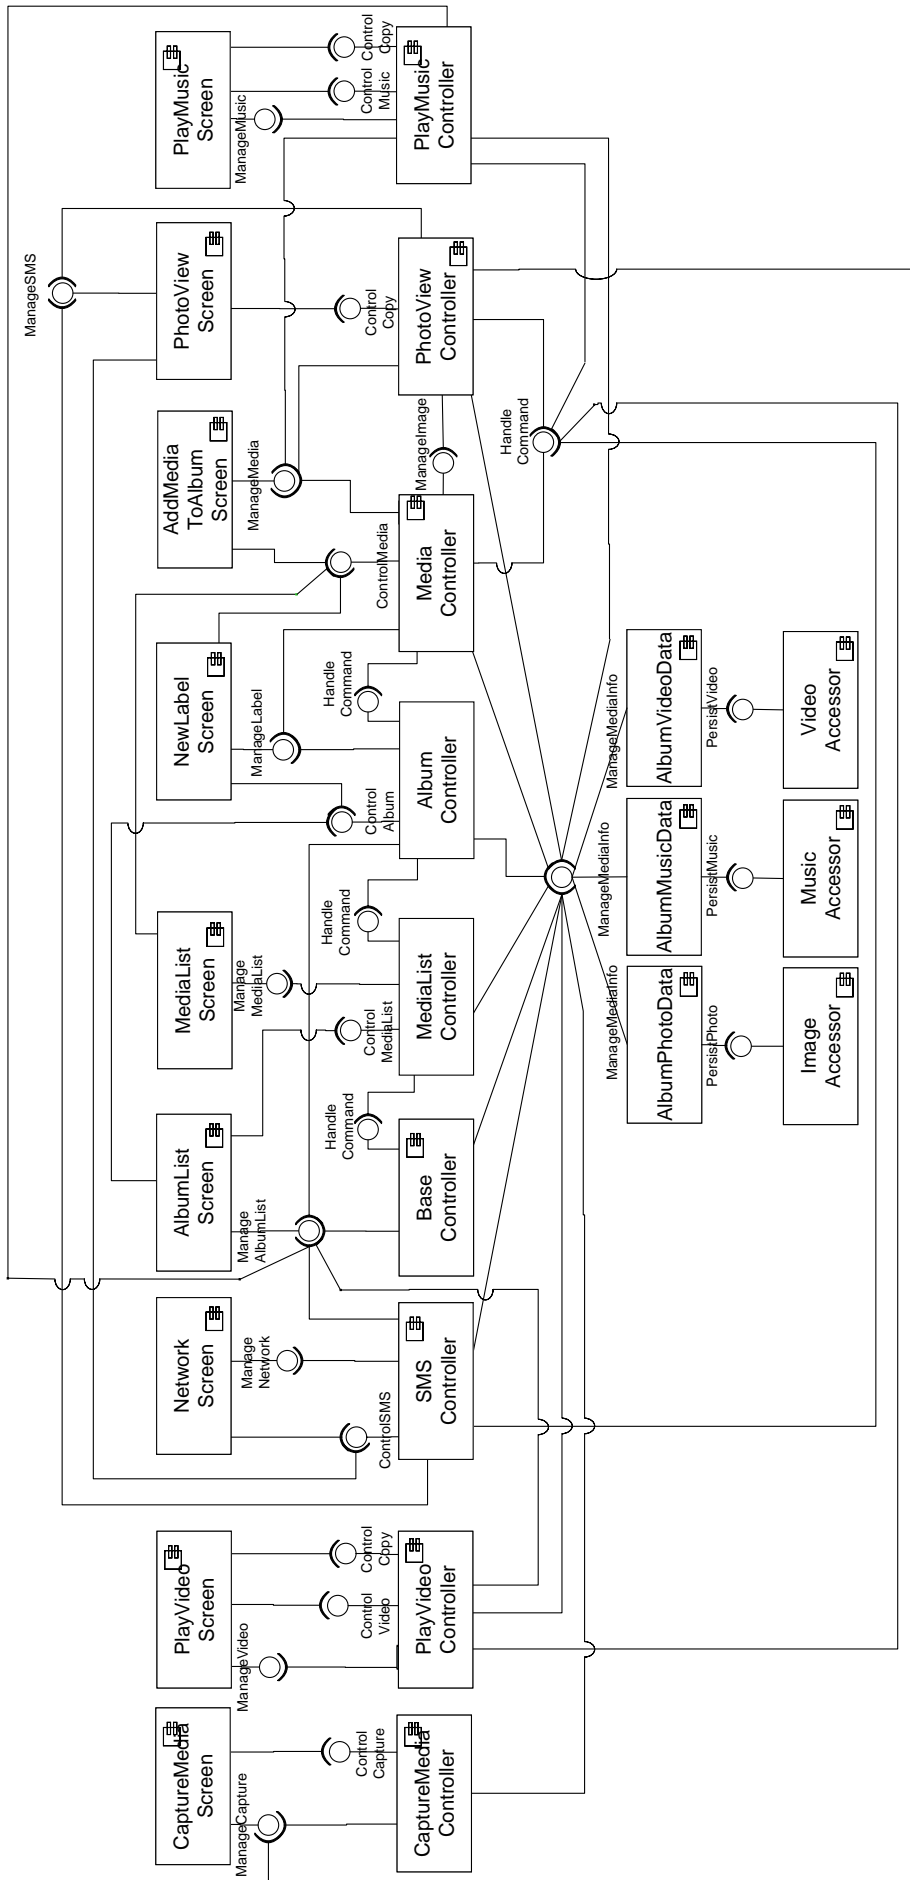 CaptureMedia
Screen
PlayVideo
Screen
Network
Screen
AlbumList
Screen
MediaList
Screen
NewLabel
Screen
AddMedia
ToAlbum
Screen
PhotoView
Screen
PlayMusic
Screen
ManageSMS
ManageCapture
ManageVideo
Manage
Network
Manage
AlbumList
Manage
MediaList
ManageLabel
ManageMedia
ManageMusic
Control
Capture
Control
Video
Control
Copy
ControlSMS
Control
MediaList
Control
Album
ControlMedia
Control
Copy
Control
Music
Control
Copy
Handle
Command
Handle
Command
Handle
Command
CaptureMedia
Controller
PlayVideo
Controller
SMS
Controller
Base
Controller
MediaList
Controller
Album
Controller
Media
Controller
ManageImage
PhotoView
Controller
PlayMusic
Controller
Handle
Command
ManageMediaInfo
ManageMediaInfo
ManageMediaInfo
AlbumPhotoData
AlbumMusicData
AlbumVideoData
PersistPhoto
PersistMusic
PersistVideo
Image
Accessor
Music
Accessor
Video
Accessor